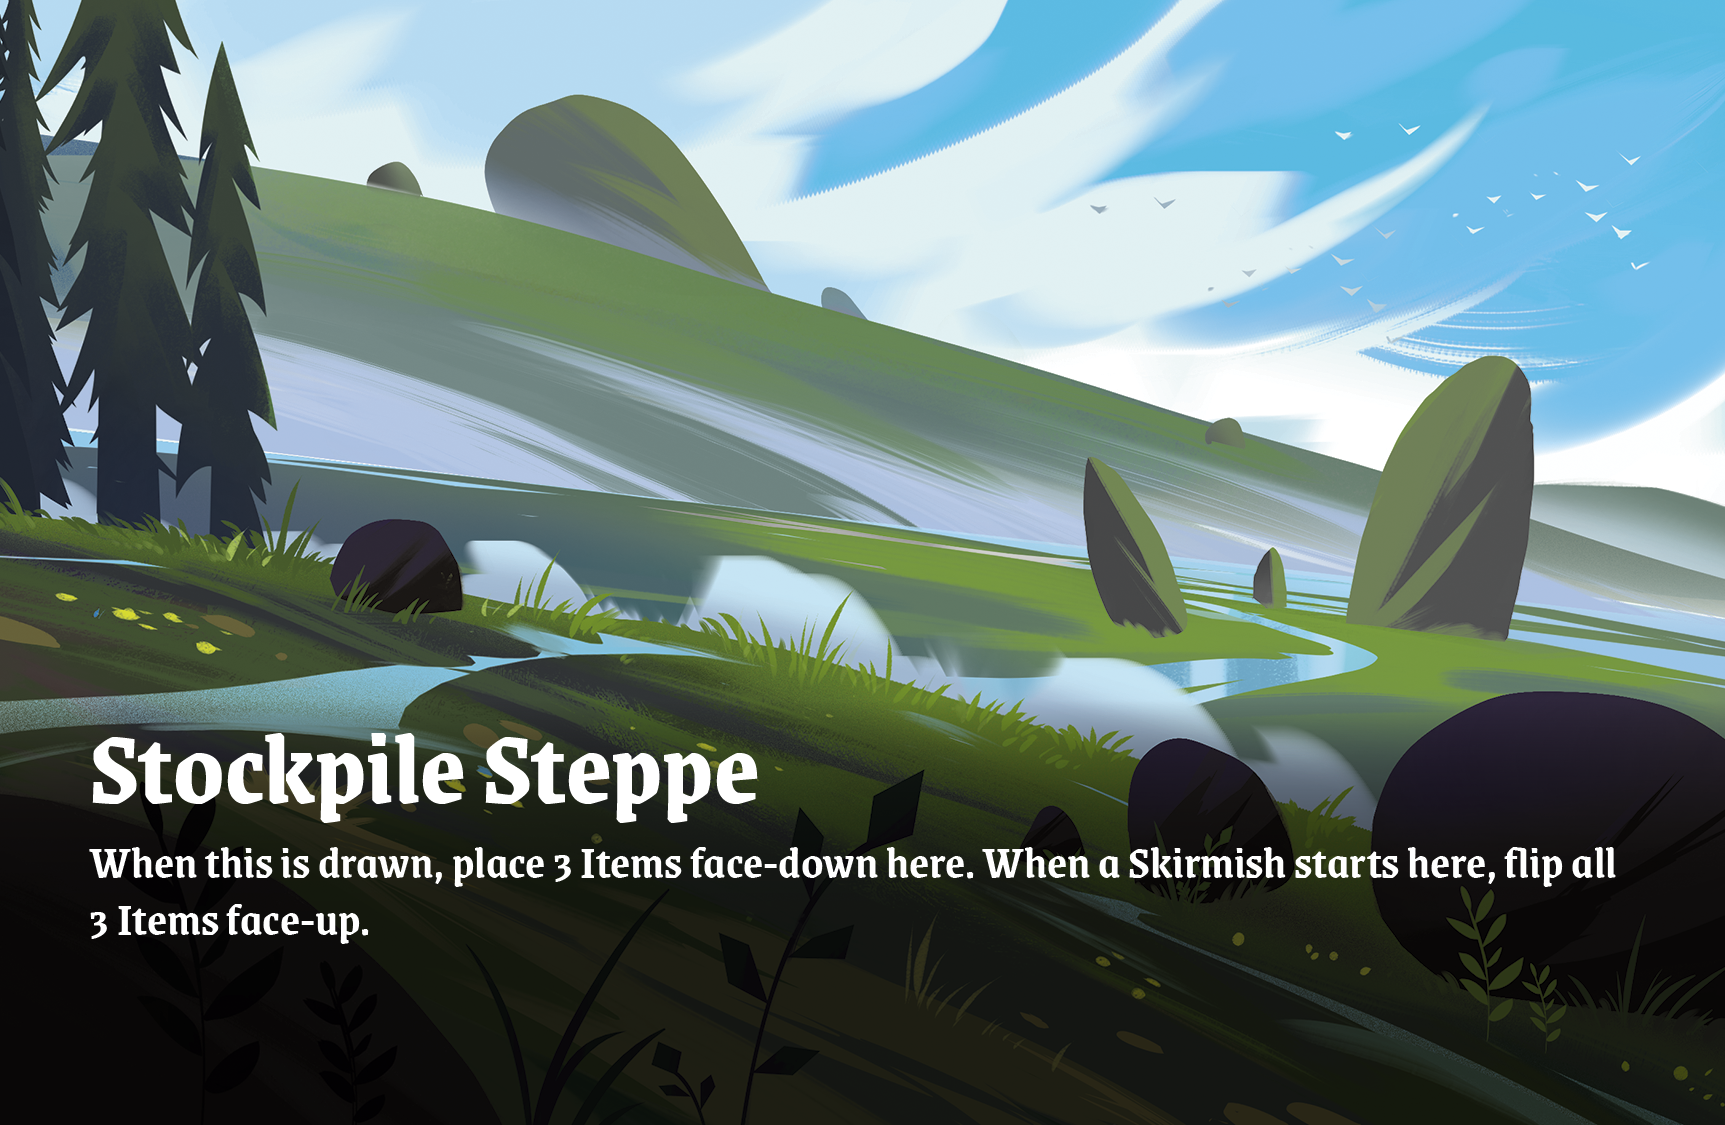 Stockpile Steppe
When this is drawn, place 3 Items face-down here. When a Skirmish starts here, flip all
3 Items face-up.